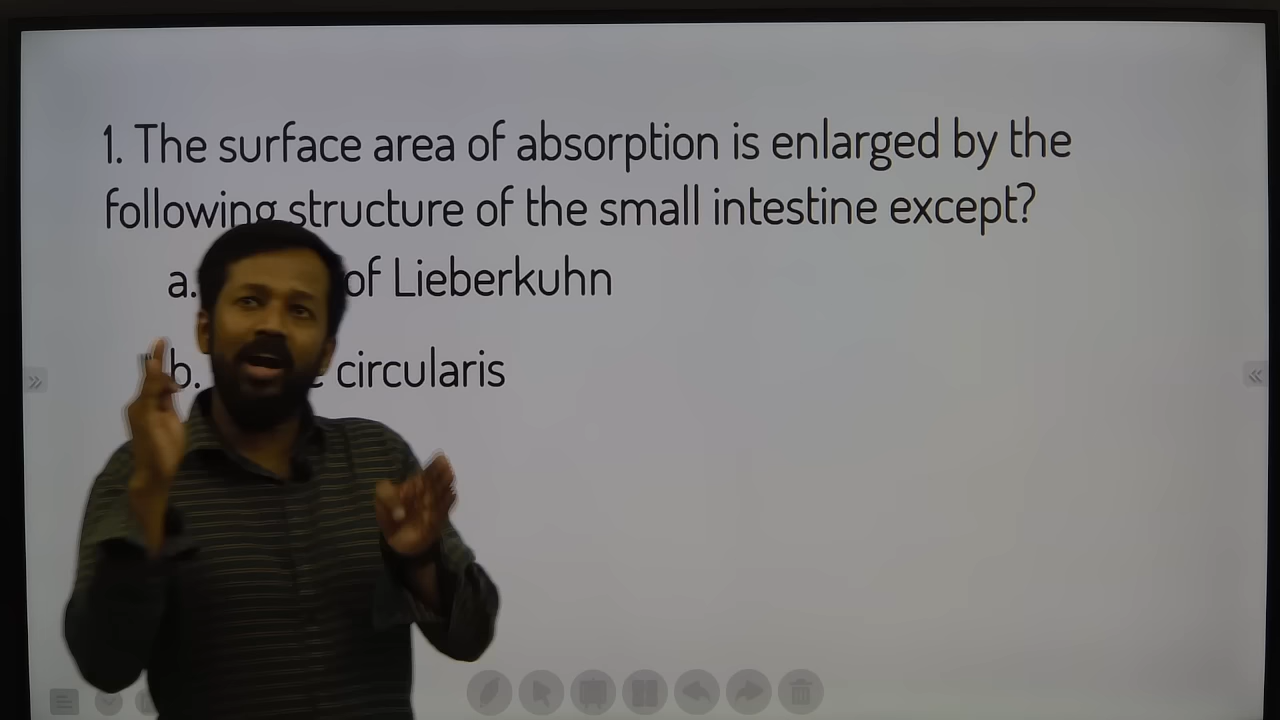 1. The surface area of absorption is enlarged by the
following structure of the small intestine except?
a. of Lieberkuhn
b. circularis